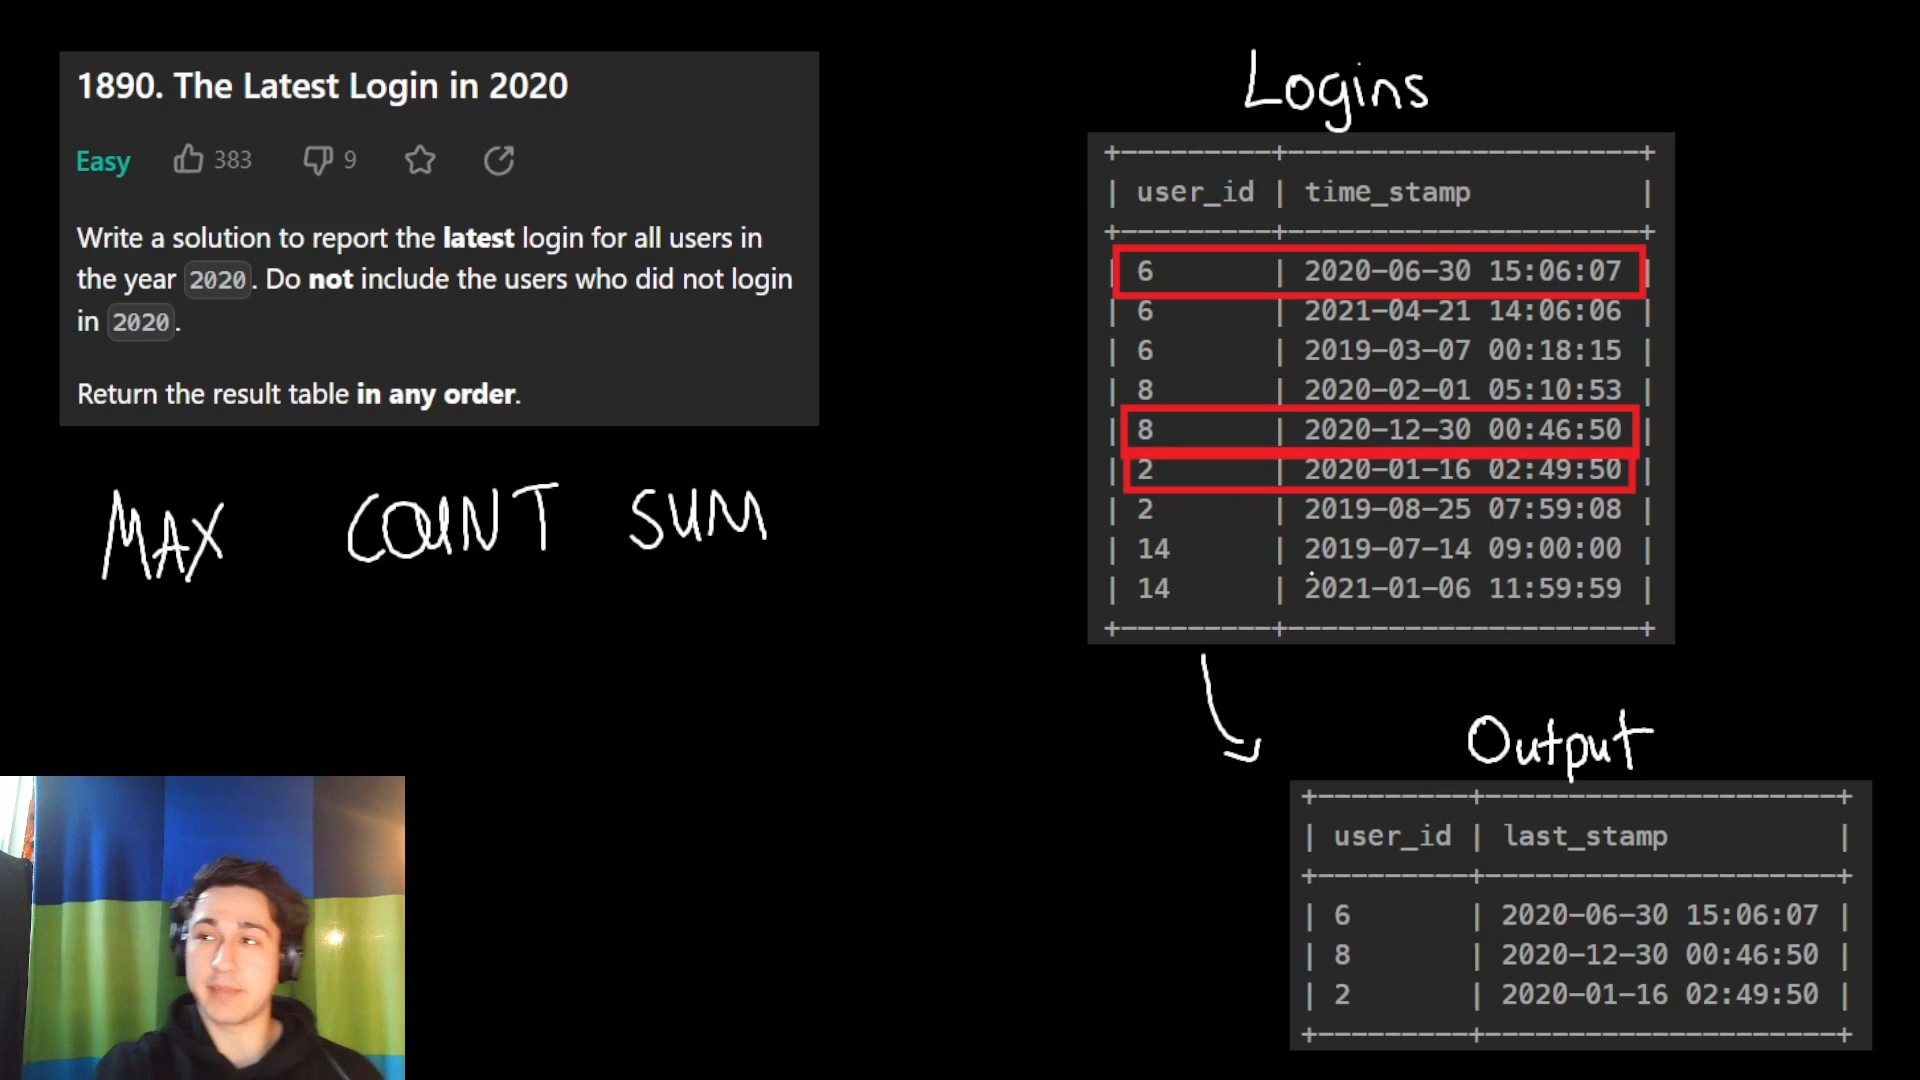 1890. The Latest Login in 2020
Easy 383 9
Write a solution to report the latest login for all users in
the year 2020. Do not include the users who did not login
in 2020.
Return the result table in any order.
MAX COUNT SUM
Logins
+---------+---------------------+
| user_id | time_stamp          |
+---------+---------------------+
| 6       | 2020-06-30 15:06:07 |
| 6       | 2021-04-21 14:06:06 |
| 6       | 2019-03-07 00:18:15 |
| 8       | 2020-02-01 05:10:53 |
| 8       | 2020-12-30 00:46:50 |
| 2       | 2020-01-16 02:49:50 |
| 2       | 2019-08-25 07:59:08 |
| 14      | 2019-07-14 09:00:00 |
| 14      | 2021-01-06 11:59:59 |
+---------+---------------------+
Output
+---------+---------------------+
| user_id | last_stamp          |
+---------+---------------------+
| 6       | 2020-06-30 15:06:07 |
| 8       | 2020-12-30 00:46:50 |
| 2       | 2020-01-16 02:49:50 |
+---------+---------------------+